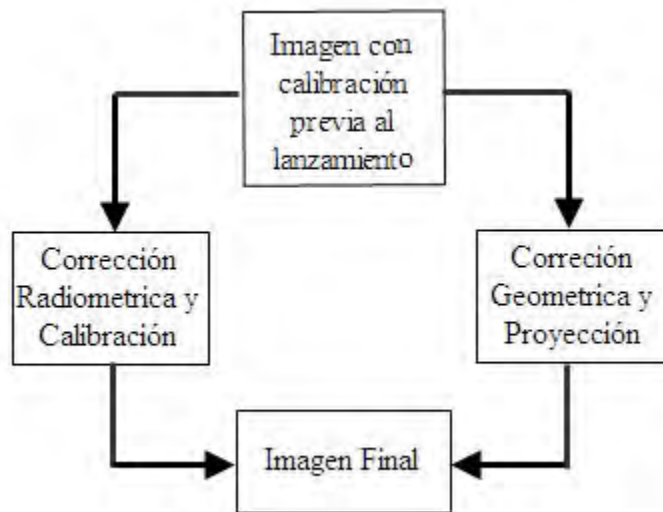 Imagen con
calibración
previa al
lanzamiento
Corrección
Radiometrica y
Calibración
Correción
Geometrica y
Proyección
Imagen Final